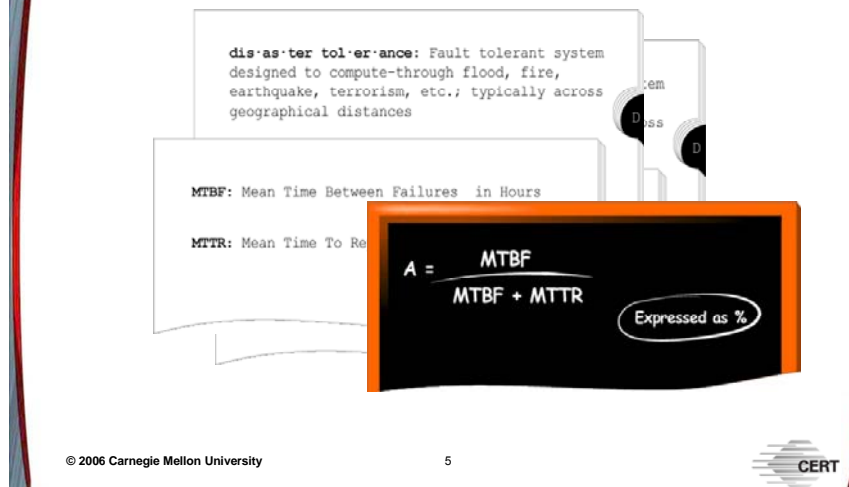 dis·as·ter tol·er·ance: Fault tolerant system
designed to compute-through flood, fire,
earthquake, terrorism, etc.; typically across
geographical distances
tem
oss
D
D
MTBF: Mean Time Between Failures in Hours
MTTR: Mean Time To Re
A = MTBF
MTBF + MTTR
Expressed as %
© 2006 Carnegie Mellon University
5
CERT